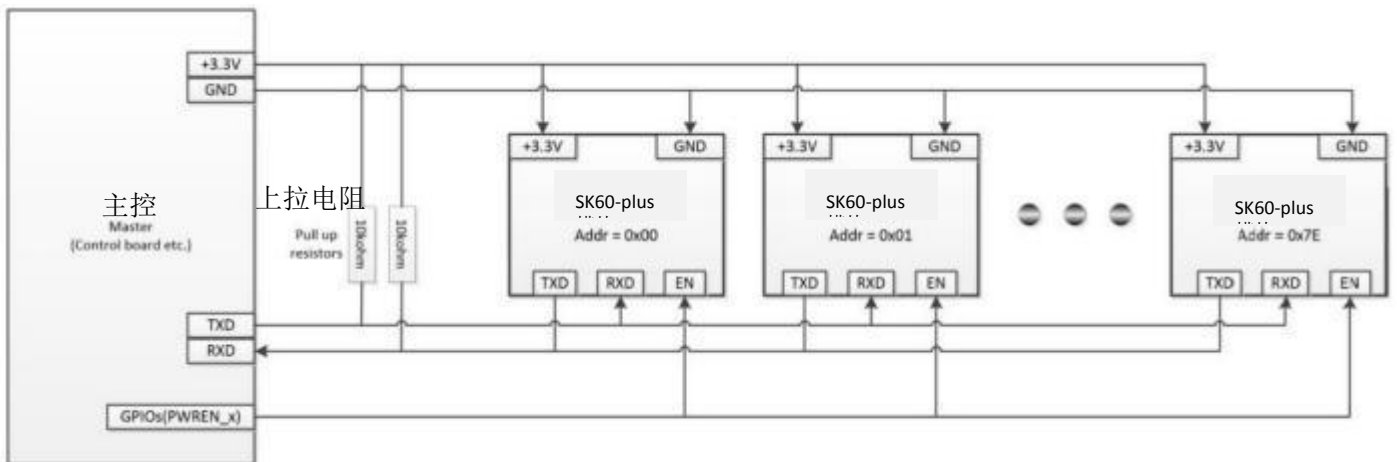 +3.3V
GND
主控
Master
(Control board etc.)
上拉电阻
Pull up
resistors
10kohm
10kohm
TXD
RXD
GPIOs(PWREN_x)
+3.3V
GND
SK60-plus
Addr = 0x00
TXD
RXD
EN
+3.3V
GND
SK60-plus
Addr = 0x01
TXD
RXD
EN
+3.3V
GND
SK60-plus
Addr = 0x7E
TXD
RXD
EN